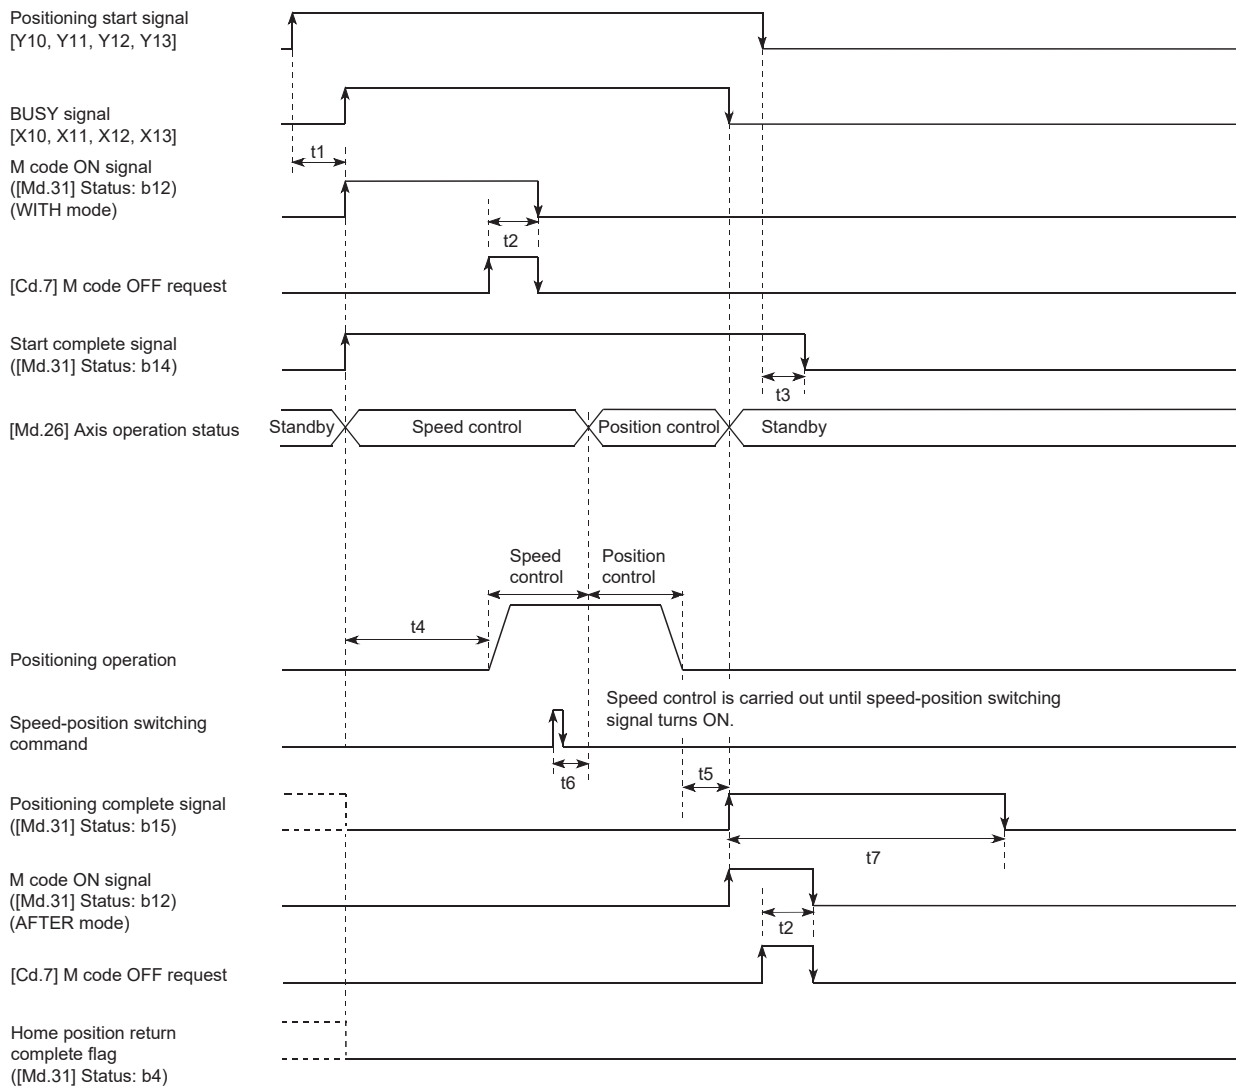 Positioning start signal
[Y10, Y11, Y12, Y13]
BUSY signal
[X10, X11, X12, X13]
t1
M code ON signal
([Md.31] Status: b12)
(WITH mode)
t2
[Cd.7] M code OFF request
Start complete signal
([Md.31] Status: b14)
t3
[Md.26] Axis operation status
Standby
Speed control
Position control
Standby
Speed
control
Position
control
t4
Positioning operation
Speed control is carried out until speed-position switching
signal turns ON.
Speed-position switching
command
t6
t5
Positioning complete signal
([Md.31] Status: b15)
t7
M code ON signal
([Md.31] Status: b12)
(AFTER mode)
t2
[Cd.7] M code OFF request
Home position return
complete flag
([Md.31] Status: b4)